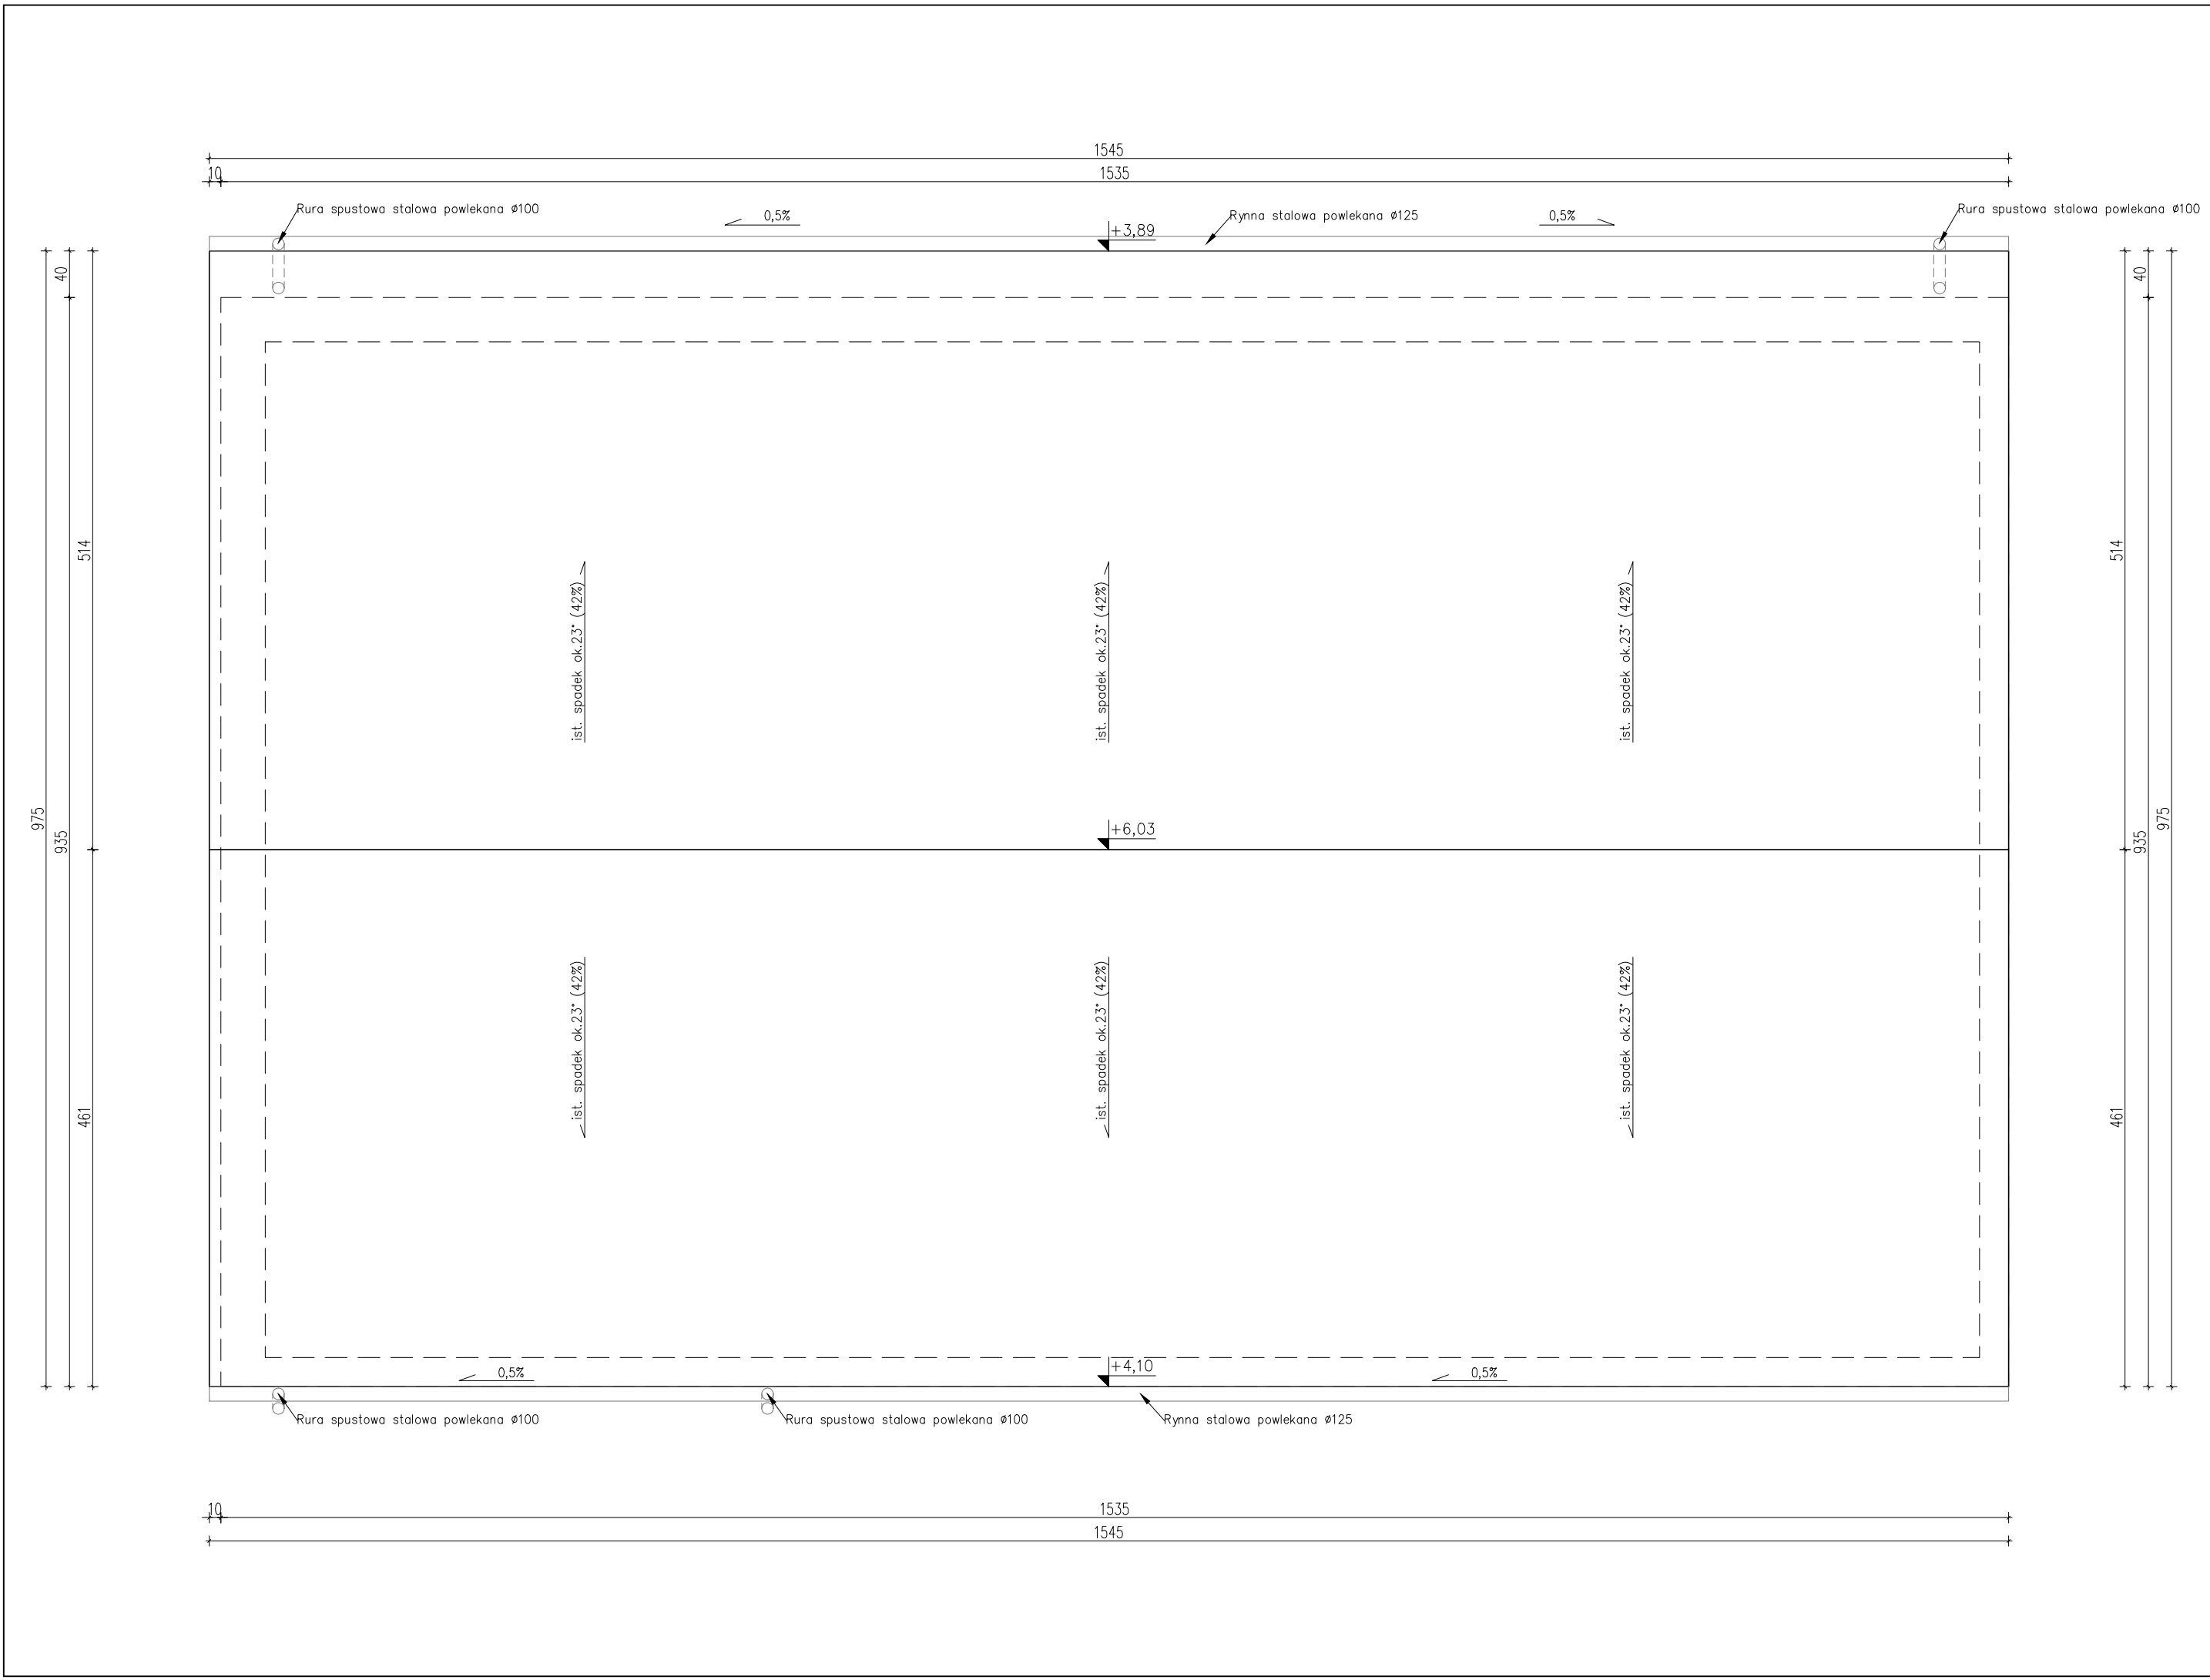 1545
10
1535
Rura spustowa stalowa powlekana ø100
0,5%
Rynna stalowa powlekana ø125
0,5%
Rura spustowa stalowa powlekana ø100
+3,89
40
40
514
514
ist. spadek ok.23° (42%)
ist. spadek ok.23° (42%)
ist. spadek ok.23° (42%)
975
935
+6,03
935
975
ist. spadek ok.23° (42%)
ist. spadek ok.23° (42%)
ist. spadek ok.23° (42%)
461
461
0,5%
+4,10
0,5%
Rura spustowa stalowa powlekana ø100
Rura spustowa stalowa powlekana ø100
Rynna stalowa powlekana ø125
10
1535
1545